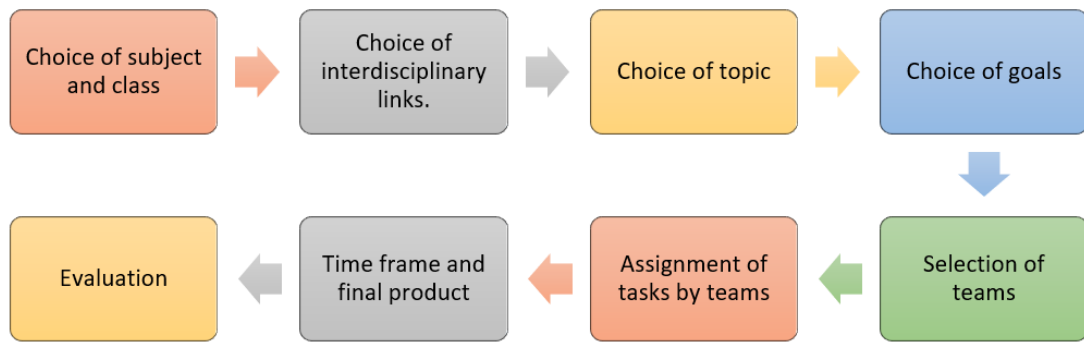 Choice of subject
and class
Choice of
interdisciplinary
links.
Choice of topic
Choice of goals
Selection of
teams
Assignment of
tasks by teams
Time frame and
final product
Evaluation